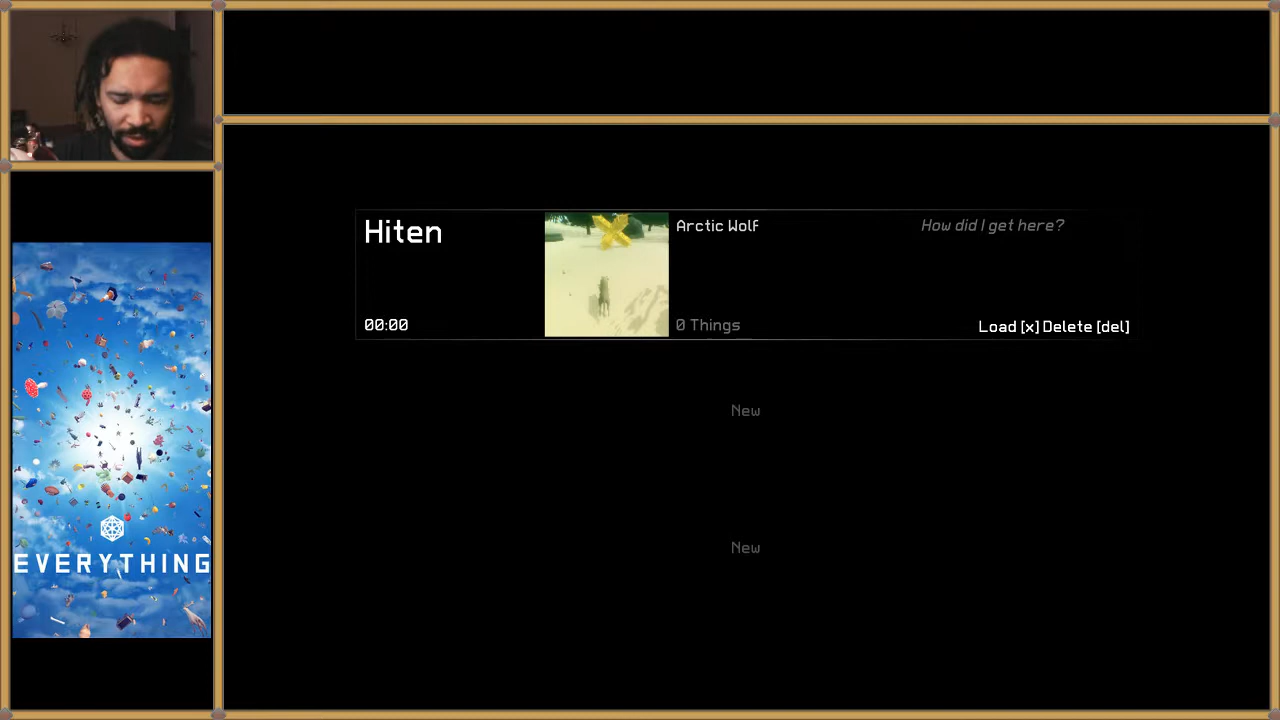 Hiten
Arctic Wolf
How did I get here?
00:00
0 Things
Load [x] Delete [del]
New
New
EVERYTHING